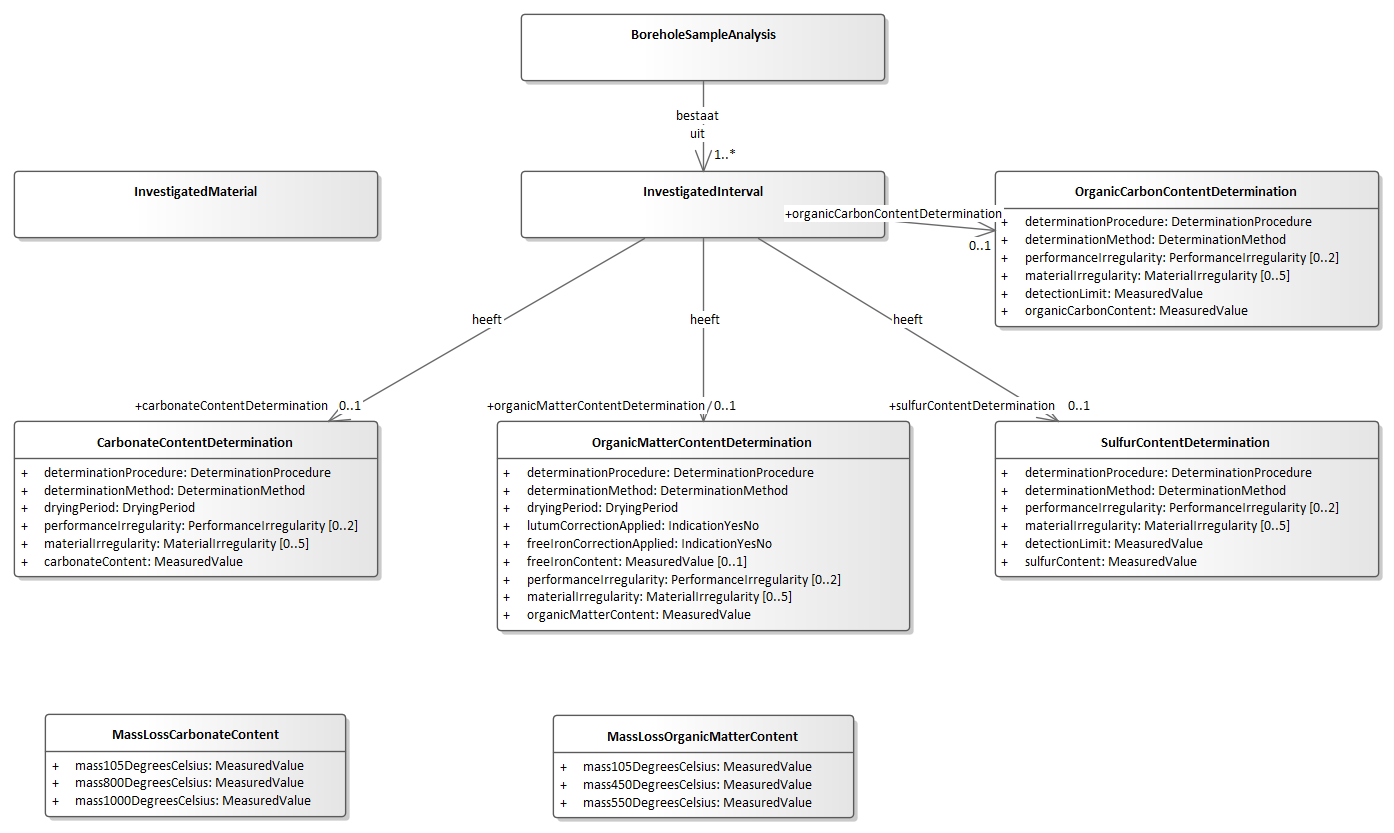 BoreholeSampleAnalysis
bestaat
uit
1..*
InvestigatedMaterial
InvestigatedInterval
+organicCarbonContentDetermination
0..1
OrganicCarbonContentDetermination
+ determinationProcedure: DeterminationProcedure
+ determinationMethod: DeterminationMethod
+ performanceIrregularity: PerformanceIrregularity [0..2]
+ materialIrregularity: MaterialIrregularity [0..5]
+ detectionLimit: MeasuredValue
+ organicCarbonContent: MeasuredValue
heeft
heeft
heeft
+carbonateContentDetermination 0..1
+organicMatterContentDetermination 0..1
+sulfurContentDetermination 0..1
CarbonateContentDetermination
+ determinationProcedure: DeterminationProcedure
+ determinationMethod: DeterminationMethod
+ dryingPeriod: DryingPeriod
+ performanceIrregularity: PerformanceIrregularity [0..2]
+ materialIrregularity: MaterialIrregularity [0..5]
+ carbonateContent: MeasuredValue
OrganicMatterContentDetermination
+ determinationProcedure: DeterminationProcedure
+ determinationMethod: DeterminationMethod
+ dryingPeriod: DryingPeriod
+ lutumCorrectionApplied: IndicationYesNo
+ freeIronCorrectionApplied: IndicationYesNo
+ freeIronContent: MeasuredValue [0..1]
+ performanceIrregularity: PerformanceIrregularity [0..2]
+ materialIrregularity: MaterialIrregularity [0..5]
+ organicMatterContent: MeasuredValue
SulfurContentDetermination
+ determinationProcedure: DeterminationProcedure
+ determinationMethod: DeterminationMethod
+ performanceIrregularity: PerformanceIrregularity [0..2]
+ materialIrregularity: MaterialIrregularity [0..5]
+ detectionLimit: MeasuredValue
+ sulfurContent: MeasuredValue
MassLossCarbonateContent
+ mass105DegreesCelsius: MeasuredValue
+ mass800DegreesCelsius: MeasuredValue
+ mass1000DegreesCelsius: MeasuredValue
MassLossOrganicMatterContent
+ mass105DegreesCelsius: MeasuredValue
+ mass450DegreesCelsius: MeasuredValue
+ mass550DegreesCelsius: MeasuredValue